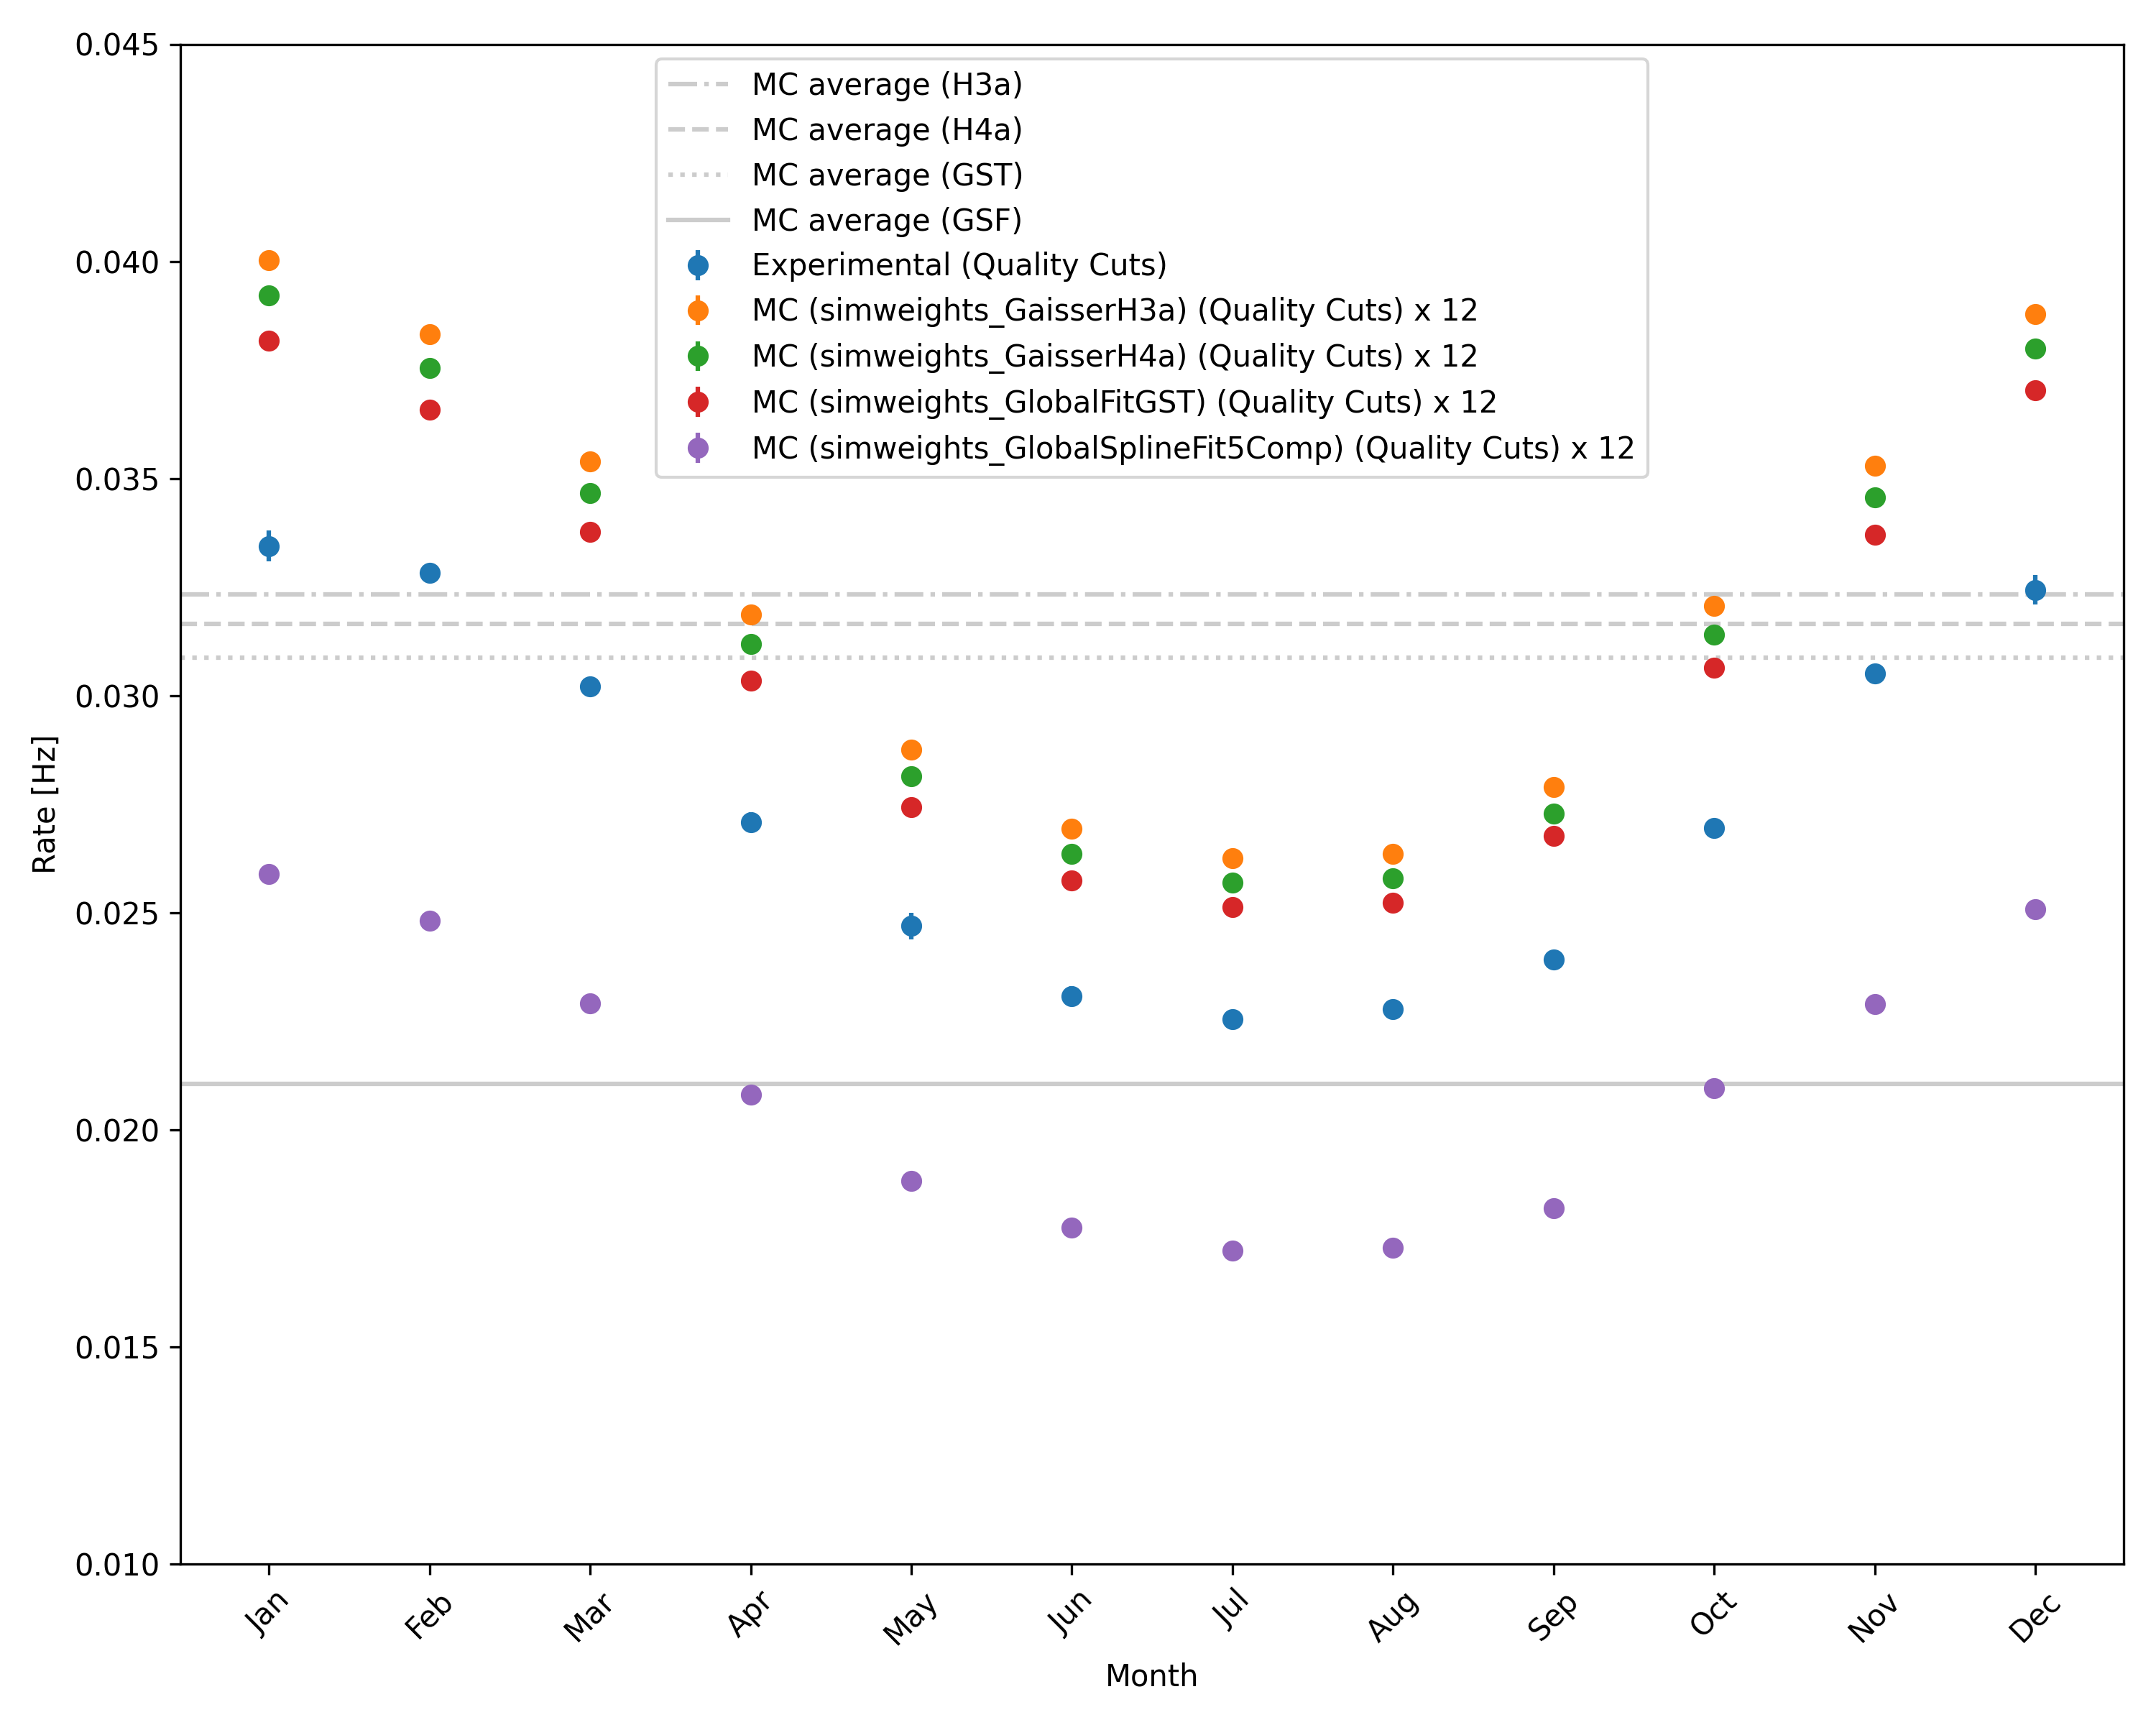 0.045
0.040
0.035
0.030
0.025
0.020
0.015
0.010
Rate [Hz]
MC average (H3a)
MC average (H4a)
MC average (GST)
MC average (GSF)
Experimental (Quality Cuts)
MC (simweights_GaisserH3a) (Quality Cuts) x 12
MC (simweights_GaisserH4a) (Quality Cuts) x 12
MC (simweights_GlobalFitGST) (Quality Cuts) x 12
MC (simweights_GlobalSplineFit5Comp) (Quality Cuts) x 12
Jan Feb Mar Apr May Jun Jul Aug Sep Oct Nov Dec
Month